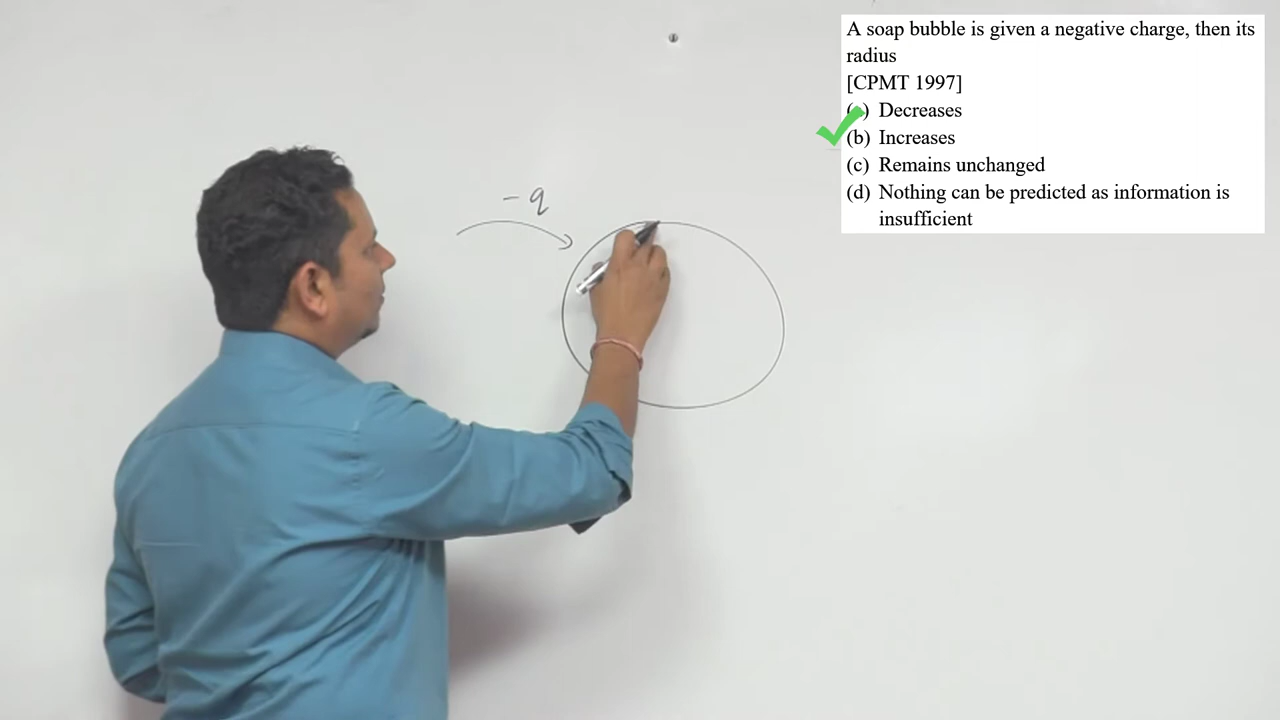 A soap bubble is given a negative charge, then its
radius
[CPMT 1997]
(a) Decreases
(b) Increases
(c) Remains unchanged
(d) Nothing can be predicted as information is
insufficient
-q